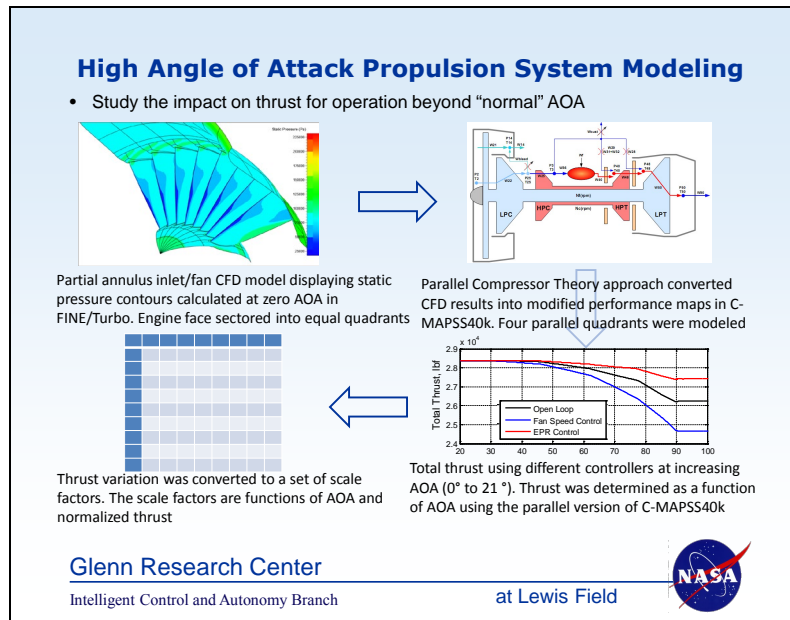 High Angle of Attack Propulsion System Modeling
• Study the impact on thrust for operation beyond “normal” AOA
Static Pressure (Psi)
Partial annulus inlet/fan CFD model displaying static
pressure contours calculated at zero AOA in
FINE/Turbo. Engine face sectored into equal quadrants
LPC
HPC
HPT
LPT
Parallel Compressor Theory approach converted
CFD results into modified performance maps in C-
MAPSS40k. Four parallel quadrants were modeled
x 10⁴
Total Thrust, lbf
2.9
2.8
2.7
2.6
2.5
2.4
Open Loop
Fan Speed Control
EPR Control
20 30 40 50 60 70 80 90 100
Total thrust using different controllers at increasing
AOA (0° to 21 °). Thrust was determined as a function
of AOA using the parallel version of C-MAPSS40k
Thrust variation was converted to a set of scale
factors. The scale factors are functions of AOA and
normalized thrust
Glenn Research Center
Intelligent Control and Autonomy Branch
at Lewis Field
NASA